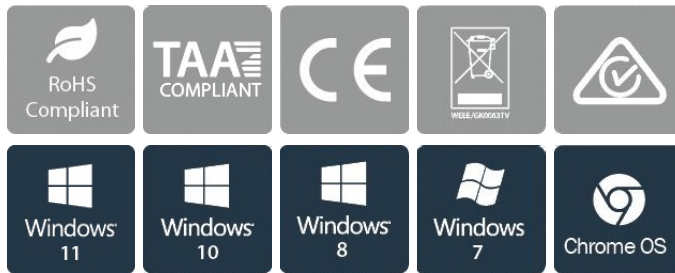 RoHS
Compliant
TAA
COMPLIANT
CE
WEEE/GK0063TV
Windows
11
Windows
10
Windows
8
Windows
7
Chrome OS